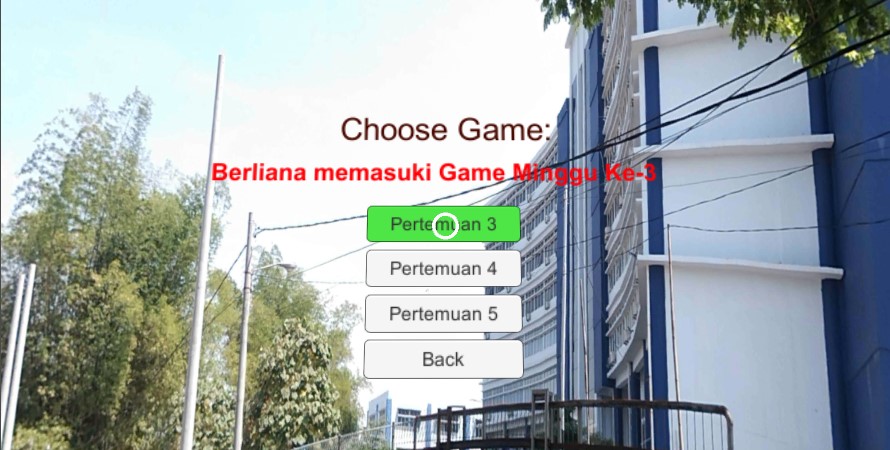 Choose Game:
Berliana memasuki Game Minggu Ke-3
Pertemuan 3
Pertemuan 4
Pertemuan 5
Back